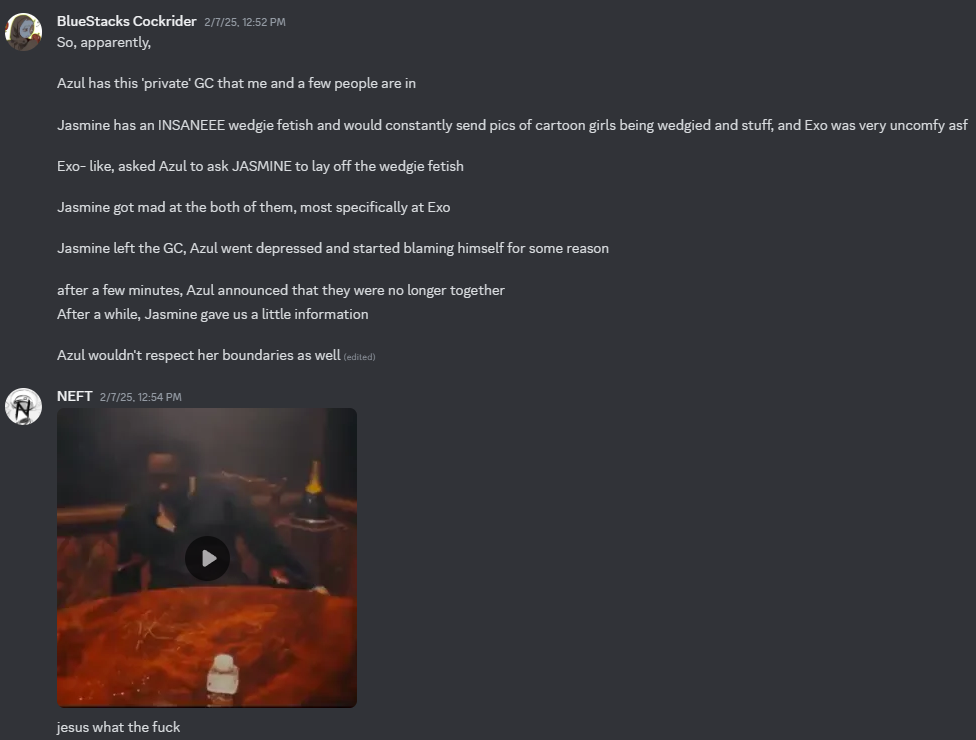 BlueStacks Cockrider 2/7/25, 12:52 PM
So, apparently,
Azul has this 'private' GC that me and a few people are in
Jasmine has an INSANEEE wedgie fetish and would constantly send pics of cartoon girls being wedgied and stuff, and Exo was very uncomfy asf
Exo- like, asked Azul to ask JASMINE to lay off the wedgie fetish
Jasmine got mad at the both of them, most specifically at Exo
Jasmine left the GC, Azul went depressed and started blaming himself for some reason
after a few minutes, Azul announced that they were no longer together
After a while, Jasmine gave us a little information
Azul wouldn't respect her boundaries as well (edited)
NEFT 2/7/25, 12:54 PM
jesus what the fuck